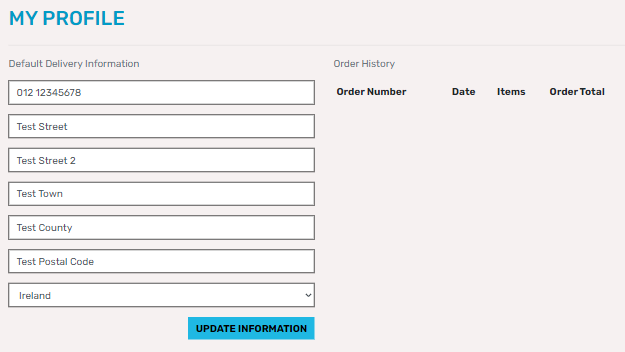 MY PROFILE
Default Delivery Information
012 12345678
Test Street
Test Street 2
Test Town
Test County
Test Postal Code
Ireland
UPDATE INFORMATION
Order History
Order Number Date Items Order Total